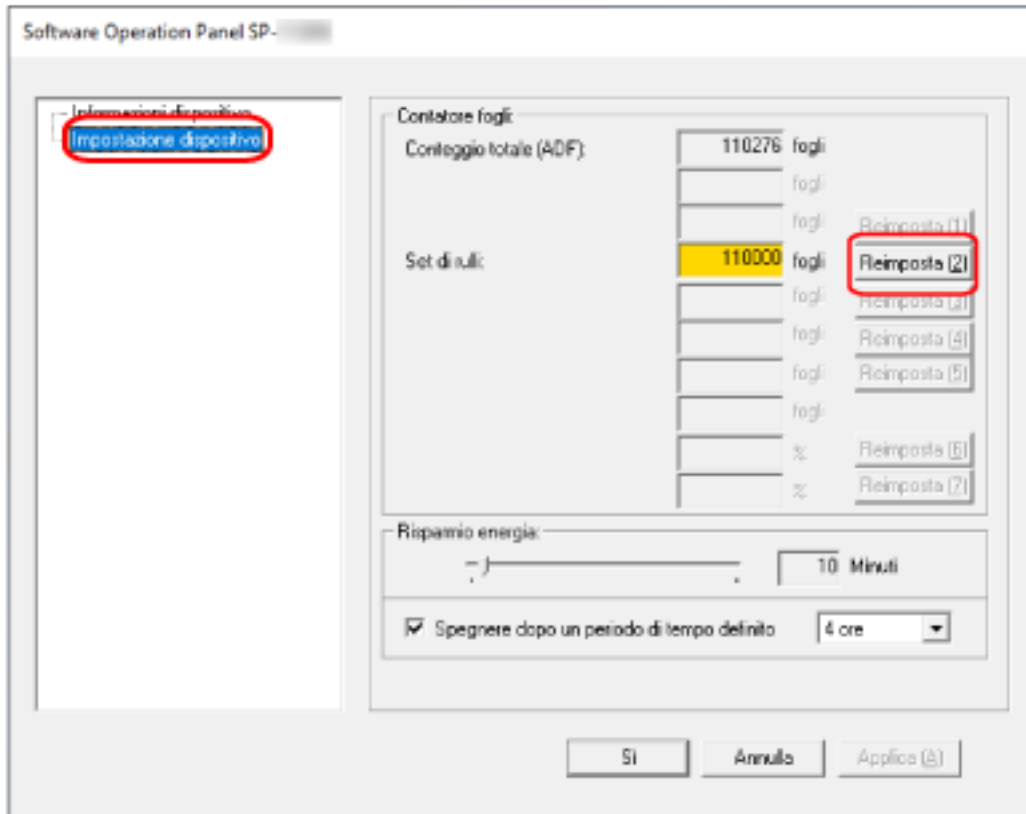 Software Operation Panel SP-
Informazioni dispositivo
Impostazione dispositivo
Contatore fogli:
Conteggio totale (ADF): 110276 fogli
fogli
fogli Reimposta (1)
Set di rulli: 110000 fogli Reimposta (2)
fogli Reimposta (3)
fogli Reimposta (4)
fogli Reimposta (5)
fogli
% Reimposta (6)
% Reimposta (7)
Risparmio energia:
10 Minuti
Spegnere dopo un periodo di tempo definito 4 ore
Sì Annulla Applica (A)